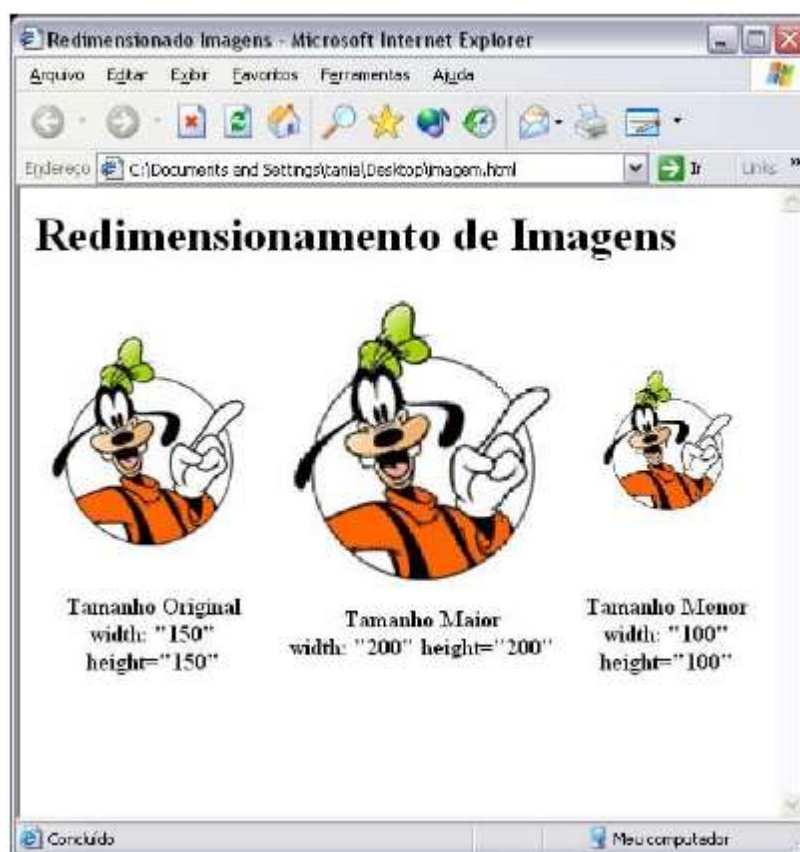 Redimensionado Imagens - Microsoft Internet Explorer
Arquivo Editar Exibir Favoritos Ferramentas Ajuda
Endereço C:\Documents and Settings\tania\Desktop\imagem.html Ir Links »
Redimensionamento de Imagens
Tamanho Original
width: "150"
height="150"
Tamanho Maior
width: "200" height="200"
Tamanho Menor
width: "100"
height="100"
Concluído Meu computador